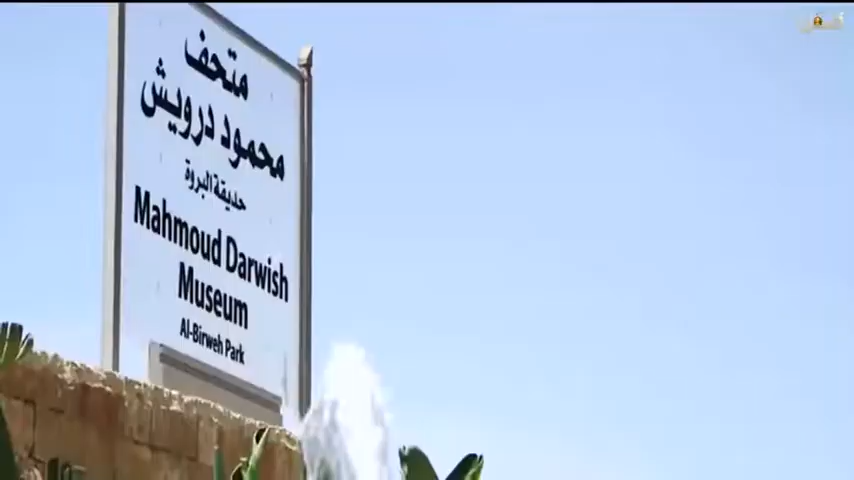 متحف
محمود درويش
حديقة البروة
Mahmoud Darwish
Museum
Al-Birweh Park